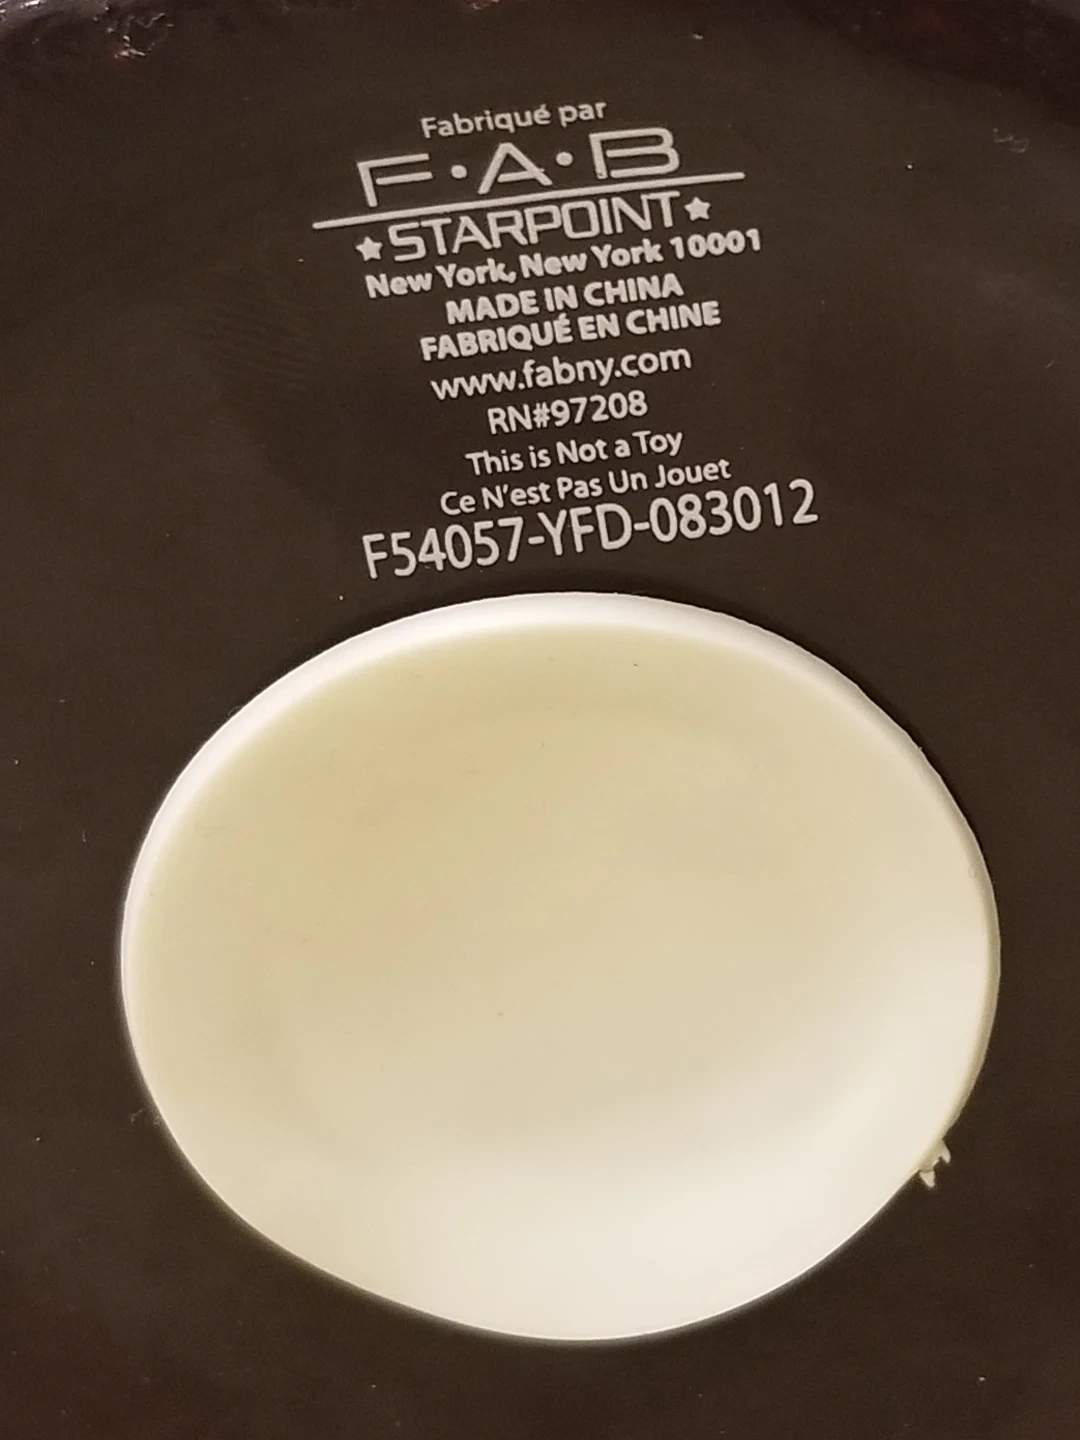 Fabriqué par
F•A•B
★STARPOINT★
New York, New York 10001
MADE IN CHINA
FABRIQUÉ EN CHINE
www.fabny.com
RN#97208
This is Not a Toy
Ce N'est Pas Un Jouet
F54057-YFD-083012